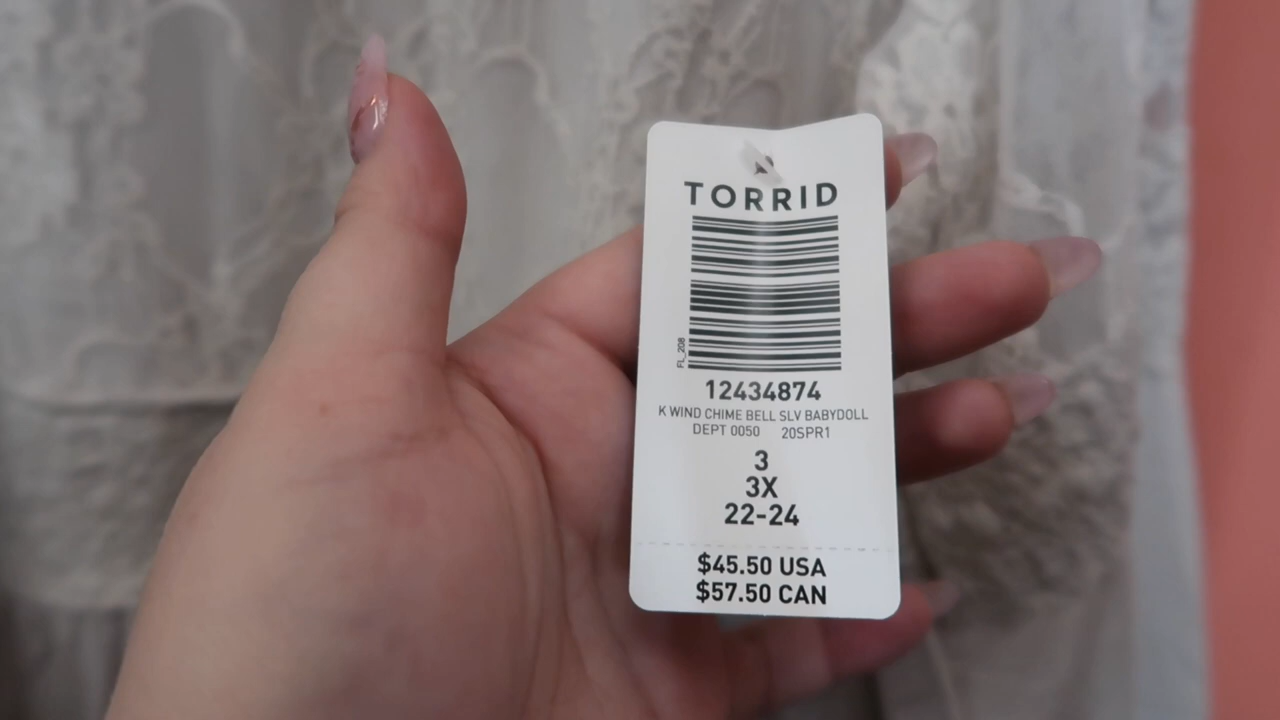 TORRID
FL_208
12434874
K WIND CHIME BELL SLV BABYDOLL
DEPT 0050 20SPR1
3
3X
22-24
$45.50 USA
$57.50 CAN